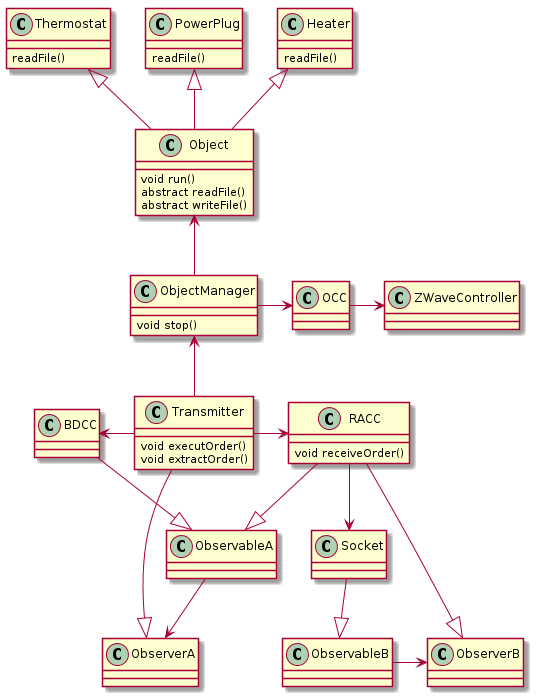 C Thermostat
readFile()
C PowerPlug
readFile()
C Heater
readFile()
C Object
void run()
abstract readFile()
abstract writeFile()
C ObjectManager
void stop()
C OCC
C ZWaveController
C BDCC
C Transmitter
void executOrder()
void extractOrder()
C RACC
void receiveOrder()
C ObservableA
C Socket
C ObserverA
C ObservableB
C ObserverB